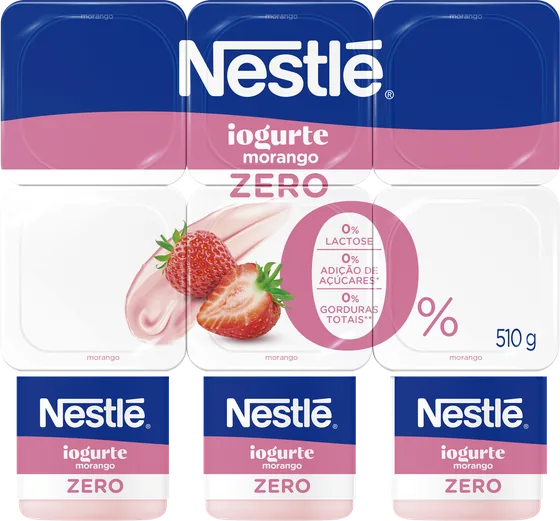 morango morango morango
Nestlé®
iogurte
morango
ZERO
0%
LACTOSE
0%
ADIÇÃO DE
AÇÚCARES*
0%
GORDURAS
TOTAIS**
0%
510 g
morango morango morango
Nestlé® Nestlé® Nestlé®
iogurte iogurte iogurte
morango morango morango
ZERO ZERO ZERO